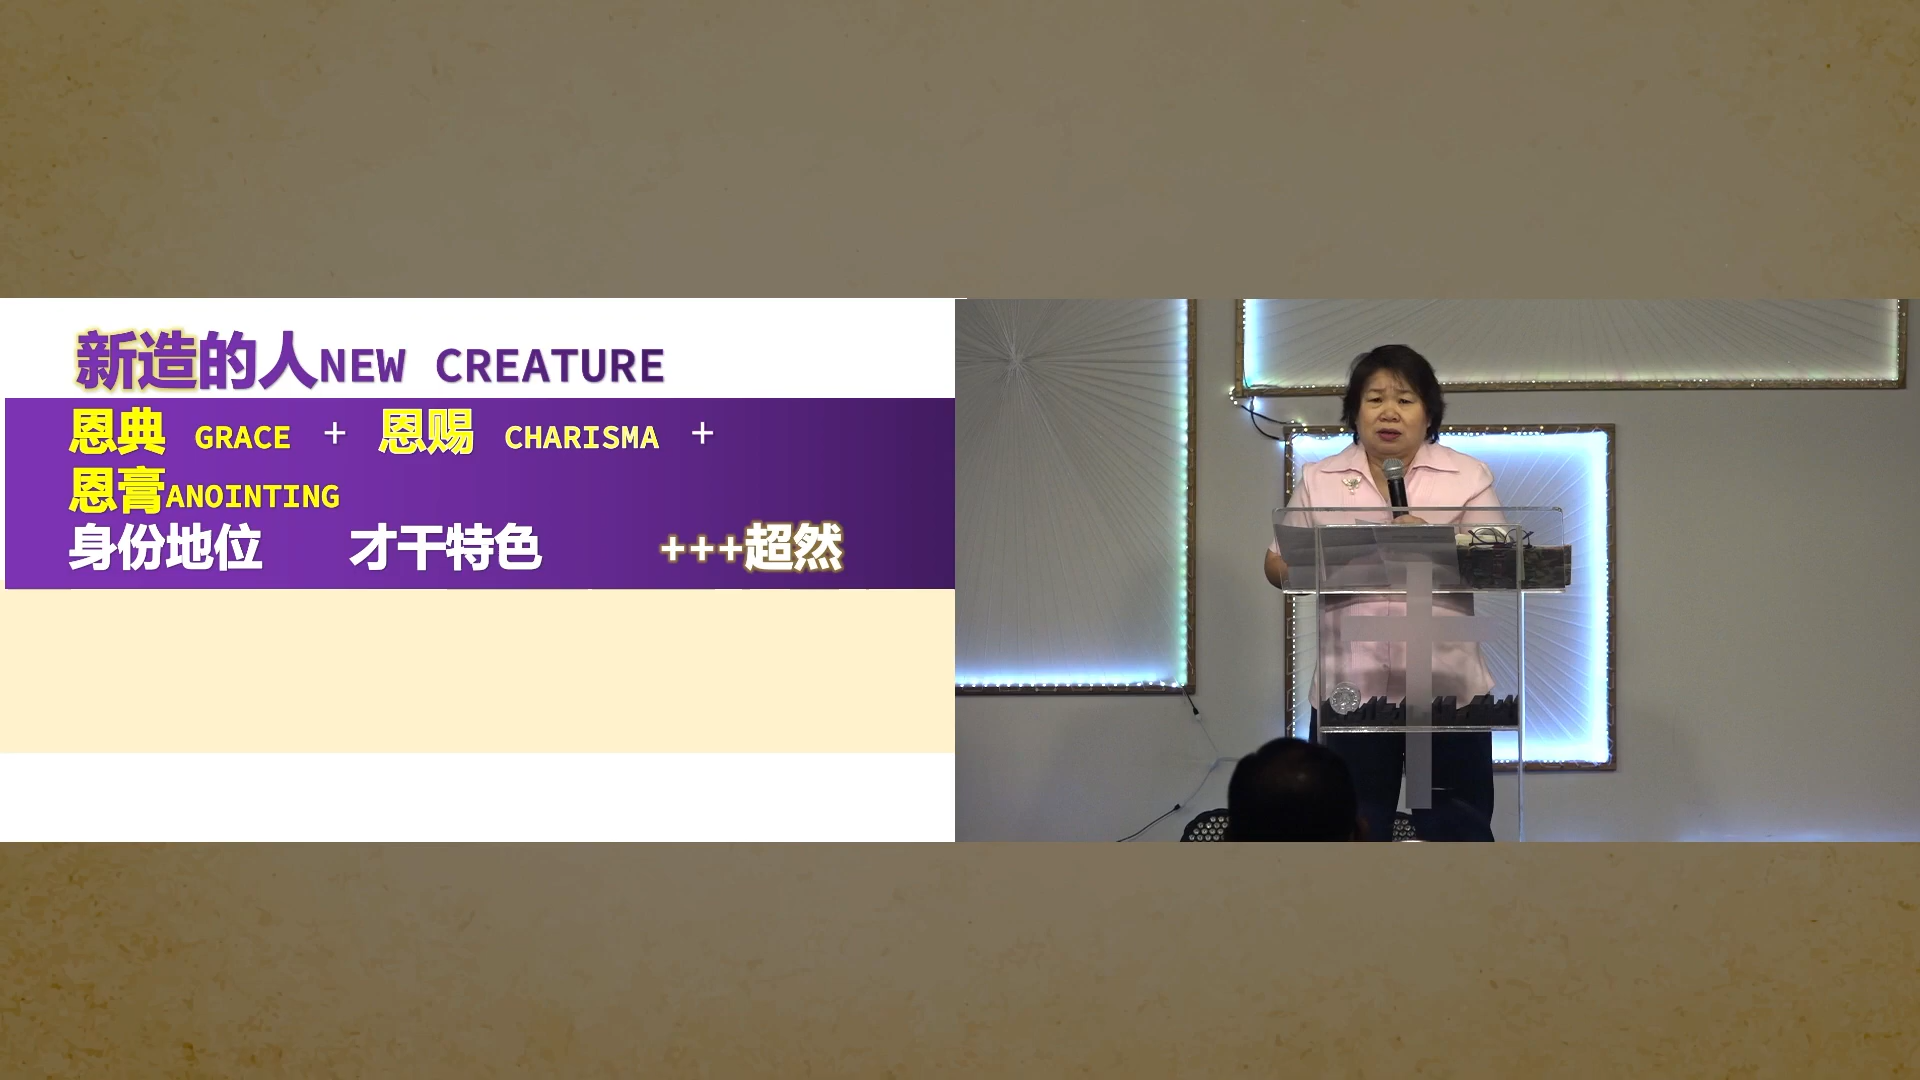 新造的人NEW CREATURE
恩典 GRACE + 恩赐 CHARISMA +
恩膏ANOINTING
身份地位 才干特色 +++超然